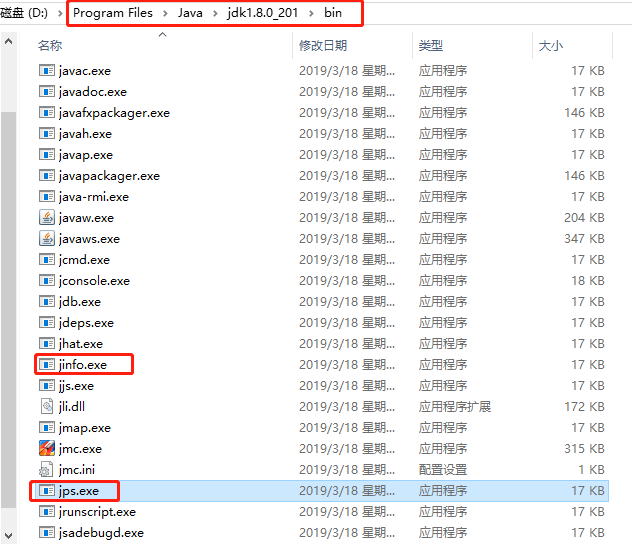 磁盘 (D:) › Program Files › Java › jdk1.8.0_201 › bin
名称 修改日期 类型 大小
javac.exe 2019/3/18 星期... 应用程序 17 KB
javadoc.exe 2019/3/18 星期... 应用程序 17 KB
javafxpackager.exe 2019/3/18 星期... 应用程序 146 KB
javah.exe 2019/3/18 星期... 应用程序 17 KB
javap.exe 2019/3/18 星期... 应用程序 17 KB
javapackager.exe 2019/3/18 星期... 应用程序 146 KB
java-rmi.exe 2019/3/18 星期... 应用程序 17 KB
javaw.exe 2019/3/18 星期... 应用程序 204 KB
javaws.exe 2019/3/18 星期... 应用程序 347 KB
jcmd.exe 2019/3/18 星期... 应用程序 17 KB
jconsole.exe 2019/3/18 星期... 应用程序 18 KB
jdb.exe 2019/3/18 星期... 应用程序 17 KB
jdeps.exe 2019/3/18 星期... 应用程序 17 KB
jhat.exe 2019/3/18 星期... 应用程序 17 KB
jinfo.exe 2019/3/18 星期... 应用程序 17 KB
jjs.exe 2019/3/18 星期... 应用程序 17 KB
jli.dll 2019/3/18 星期... 应用程序扩展 172 KB
jmap.exe 2019/3/18 星期... 应用程序 17 KB
jmc.exe 2019/3/18 星期... 应用程序 315 KB
jmc.ini 2019/3/18 星期... 配置设置 1 KB
jps.exe 2019/3/18 星期... 应用程序 17 KB
jrunscript.exe 2019/3/18 星期... 应用程序 17 KB
jsadebugd.exe 2019/3/18 星期... 应用程序 17 KB